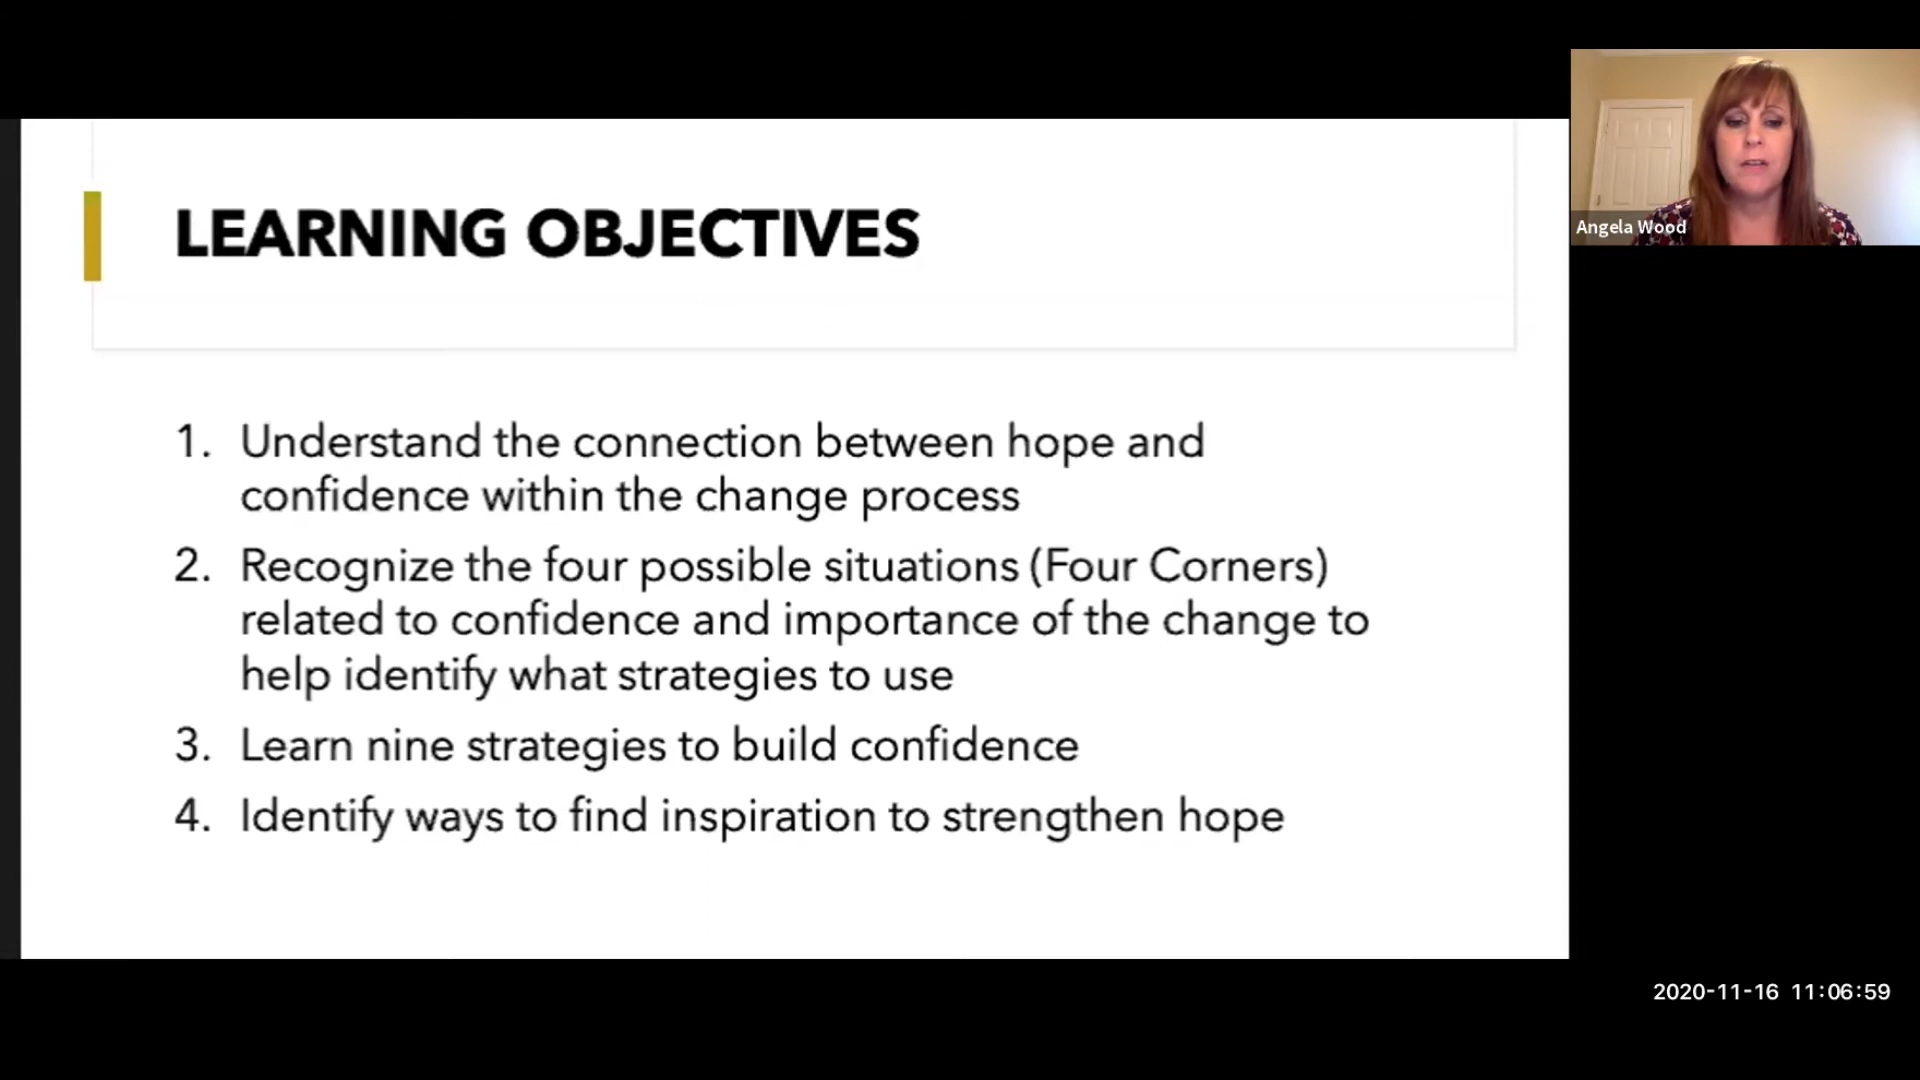 LEARNING OBJECTIVES
1. Understand the connection between hope and
confidence within the change process
2. Recognize the four possible situations (Four Corners)
related to confidence and importance of the change to
help identify what strategies to use
3. Learn nine strategies to build confidence
4. Identify ways to find inspiration to strengthen hope
Angela Wood
2020-11-16 11:06:59